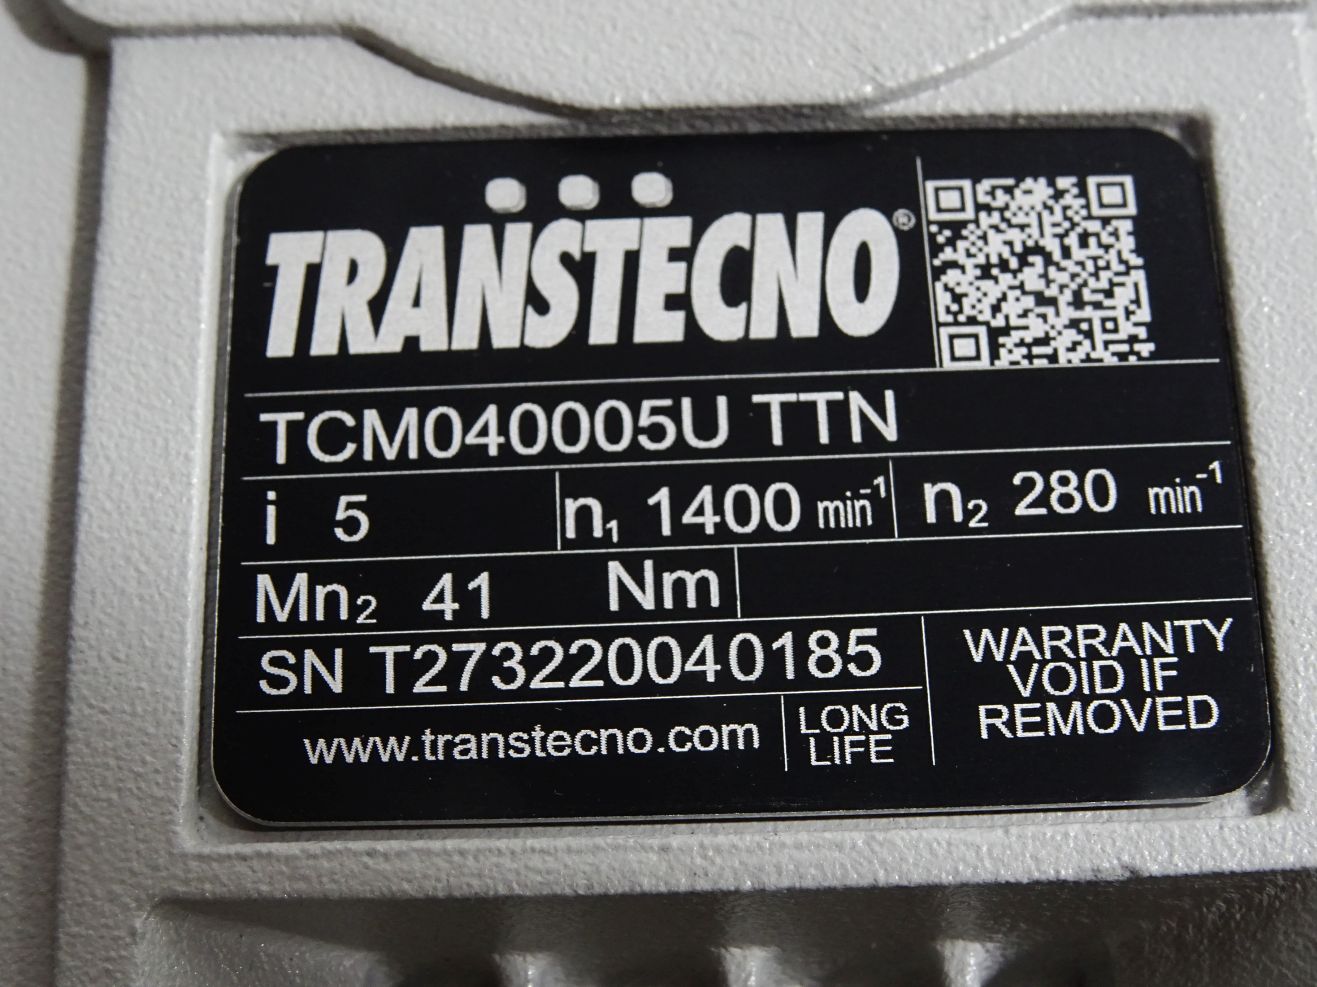 TRANSTECNO®
TCM040005U TTN
i 5 n₁ 1400 min⁻¹ n₂ 280 min⁻¹
Mn₂ 41 Nm
SN T273220040185
www.transtecno.com
LONG
LIFE
WARRANTY
VOID IF
REMOVED